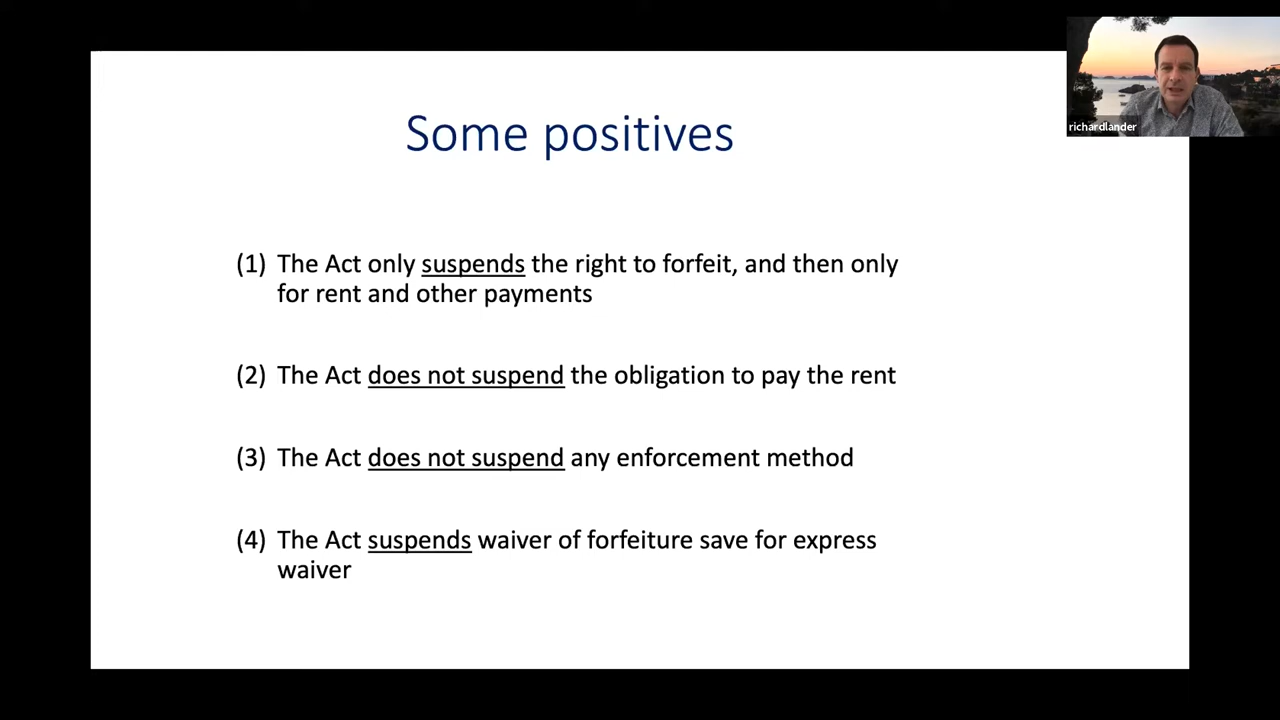 Some positives
richardlander
(1) The Act only suspends the right to forfeit, and then only
for rent and other payments
(2) The Act does not suspend the obligation to pay the rent
(3) The Act does not suspend any enforcement method
(4) The Act suspends waiver of forfeiture save for express
waiver